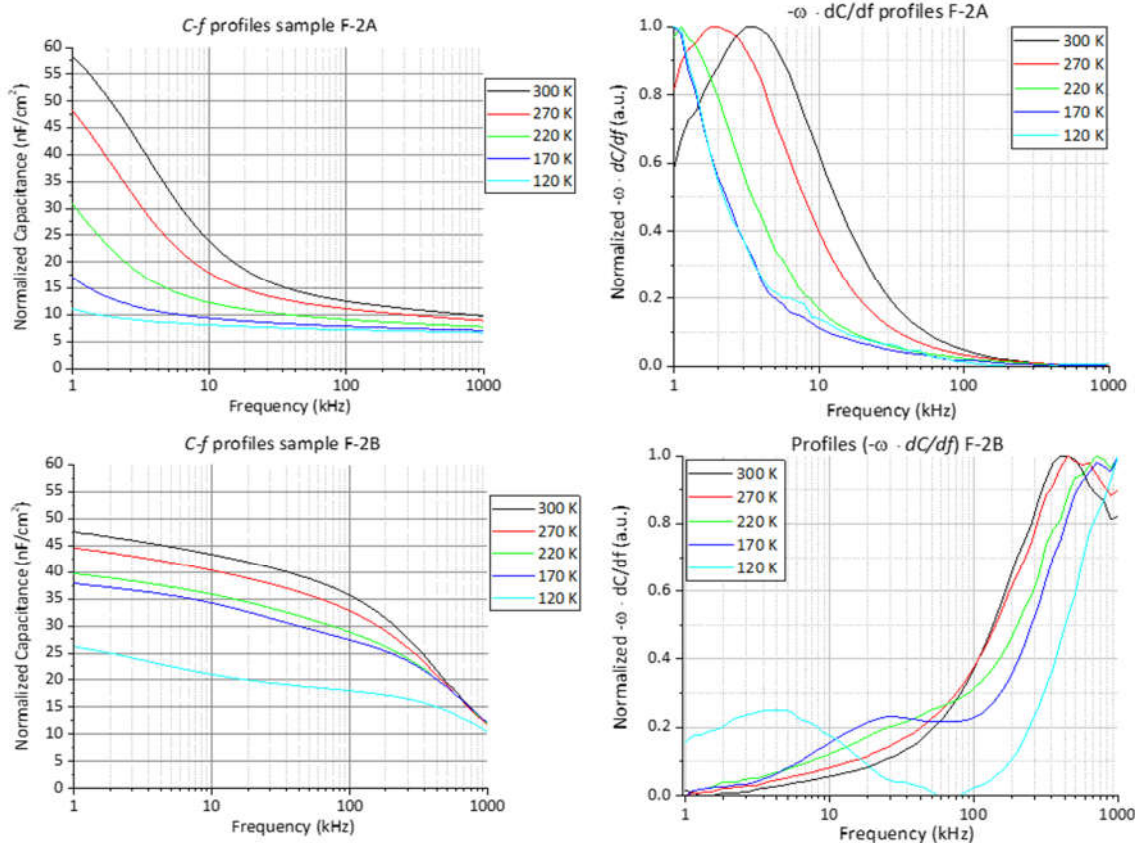 C-f profiles sample F-2A
Normalized Capacitance (nF/cm²)
60
55
50
45
40
35
30
25
20
15
10
5
0
1
10
100
1000
Frequency (kHz)
300 K
270 K
220 K
170 K
120 K
-ω · dC/df profiles F-2A
Normalized -ω · dC/df (a.u.)
1.0
0.8
0.6
0.4
0.2
0.0
1
10
100
1000
Frequency (kHz)
300 K
270 K
220 K
170 K
120 K
C-f profiles sample F-2B
Normalized Capacitance (nF/cm²)
60
55
50
45
40
35
30
25
20
15
10
5
0
1
10
100
1000
Frequency (kHz)
300 K
270 K
220 K
170 K
120 K
Profiles (-ω · dC/df) F-2B
Normalized -ω · dC/df (a.u.)
1.0
0.8
0.6
0.4
0.2
0.0
1
10
100
1000
Frequency (kHz)
300 K
270 K
220 K
170 K
120 K